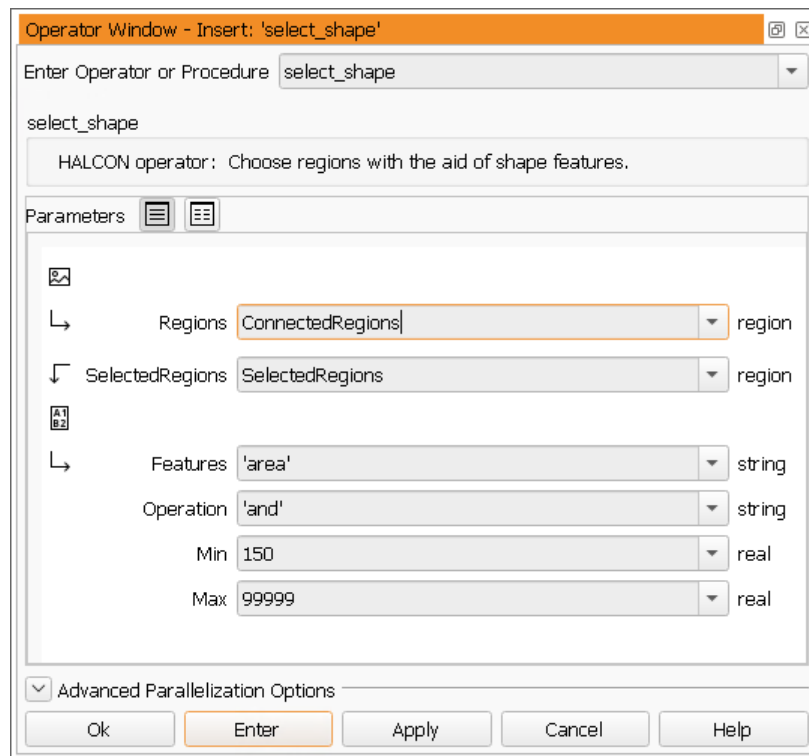 Operator Window - Insert: 'select_shape'
Enter Operator or Procedure select_shape
select_shape
HALCON operator: Choose regions with the aid of shape features.
Parameters
Regions ConnectedRegions region
SelectedRegions SelectedRegions region
A1
B2
Features 'area' string
Operation 'and' string
Min 150 real
Max 99999 real
Advanced Parallelization Options
Ok Enter Apply Cancel Help